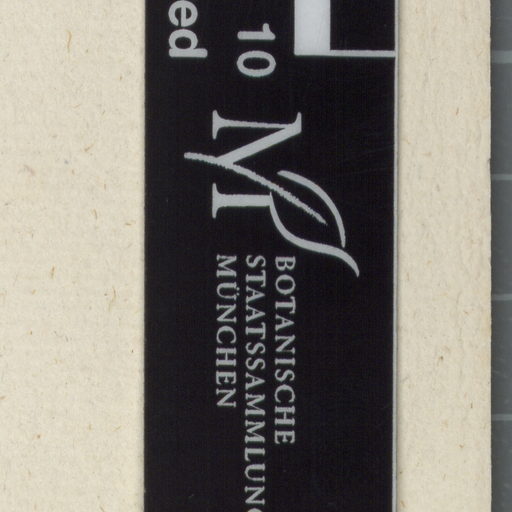 10
ed
BOTANISCHE
STAATSSAMMLUNG
MÜNCHEN